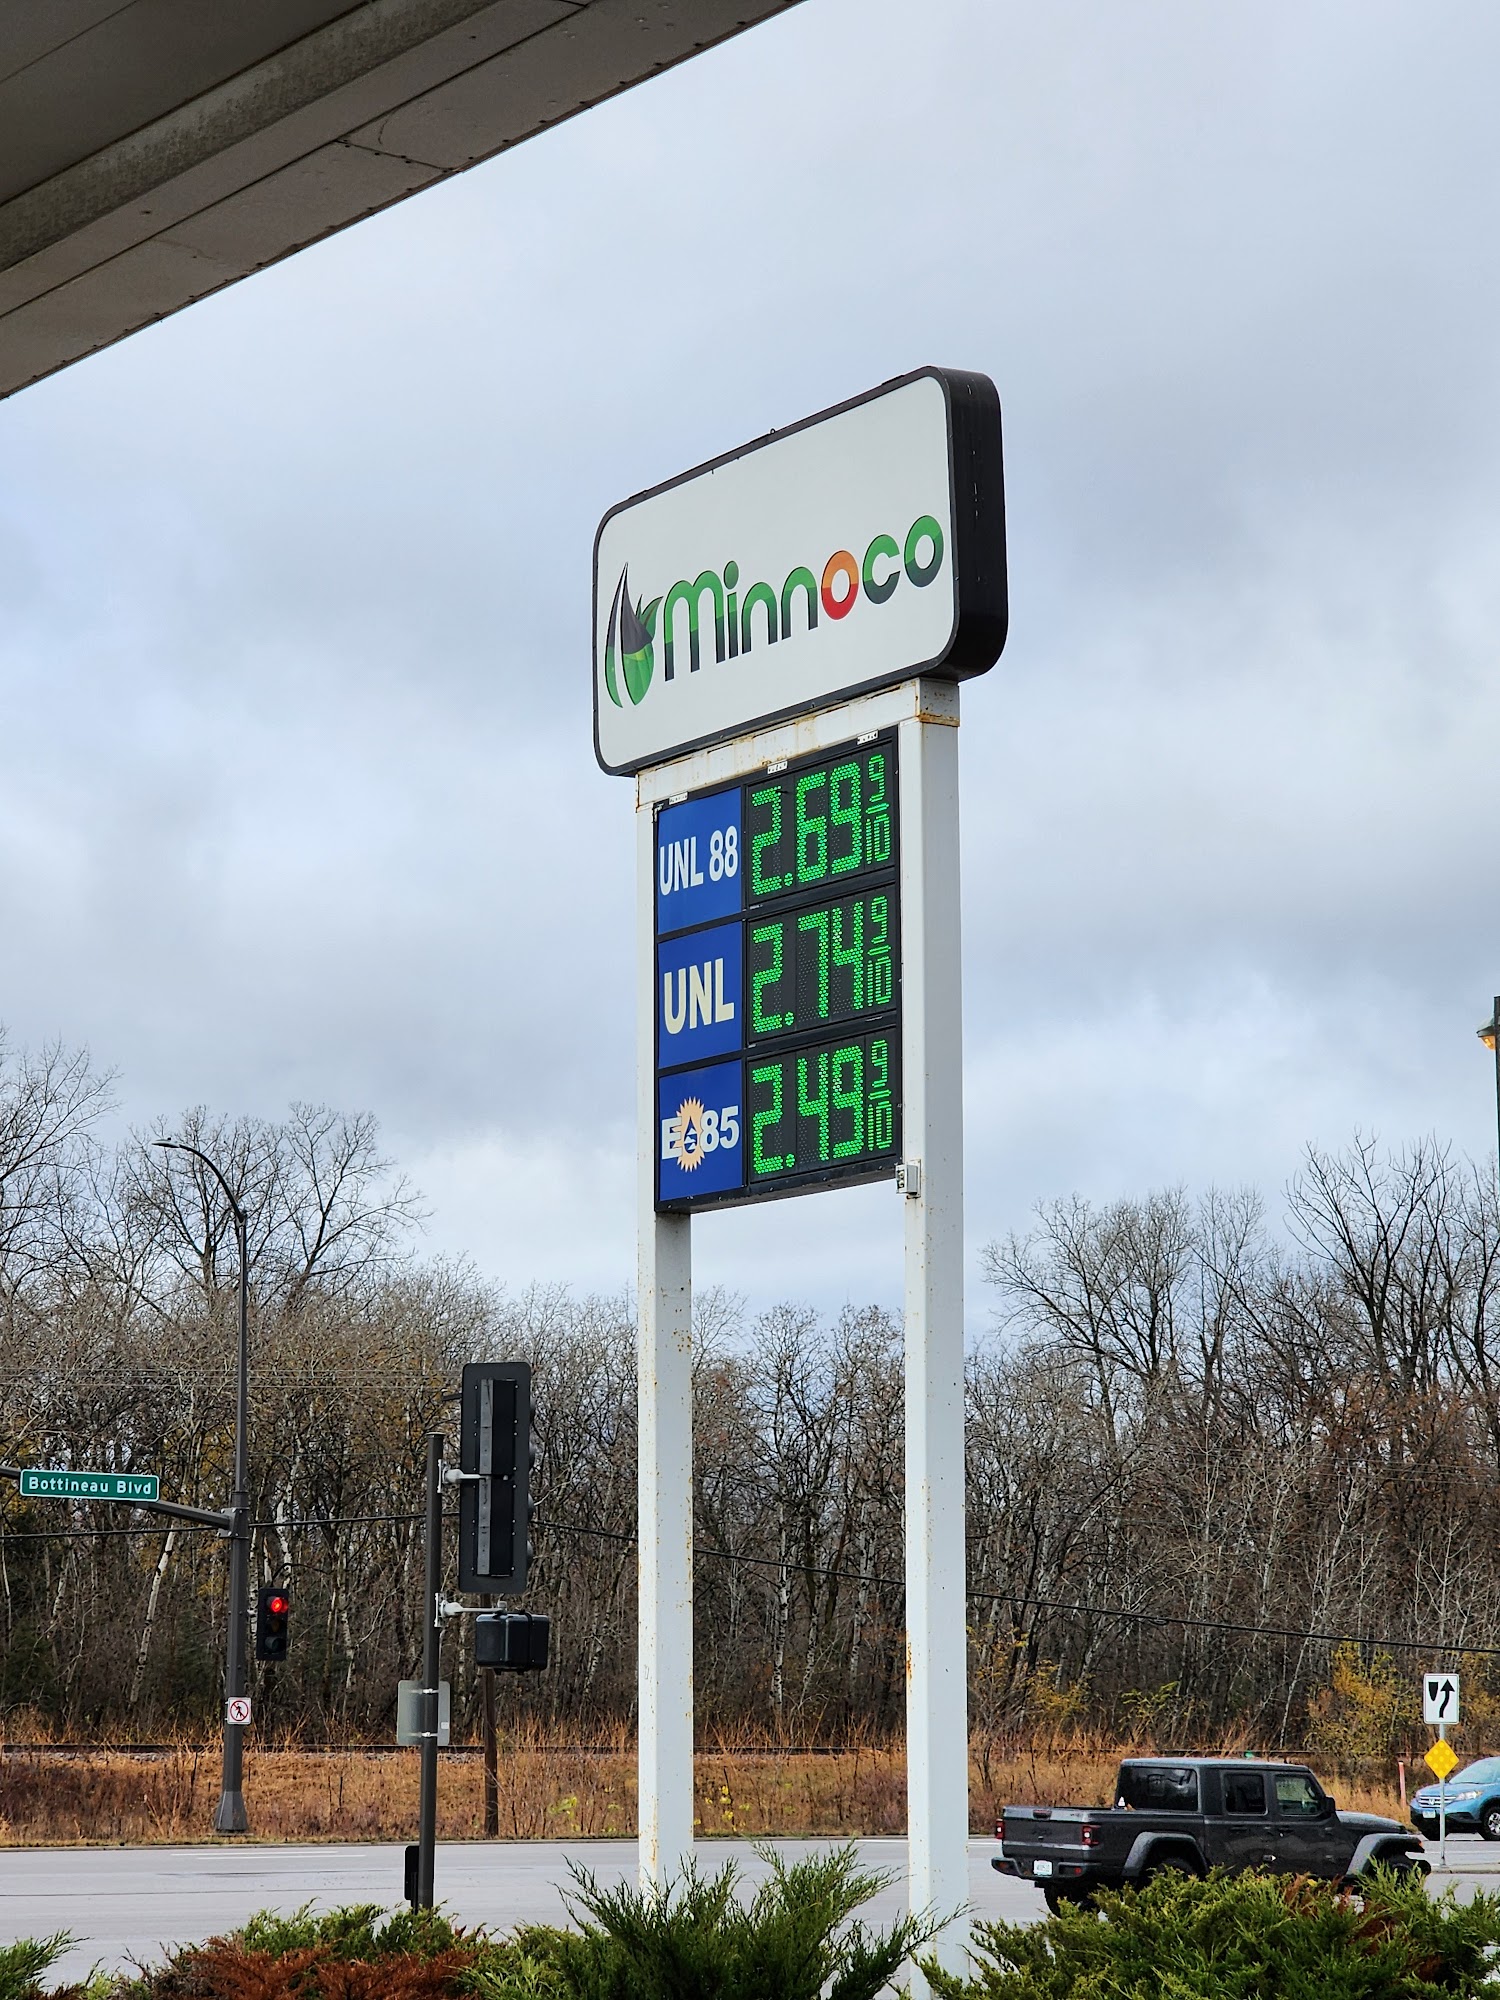 minnoco
UNL 88 2.69 9/10
UNL 2.74 9/10
E85 2.49 9/10
Bottineau Blvd